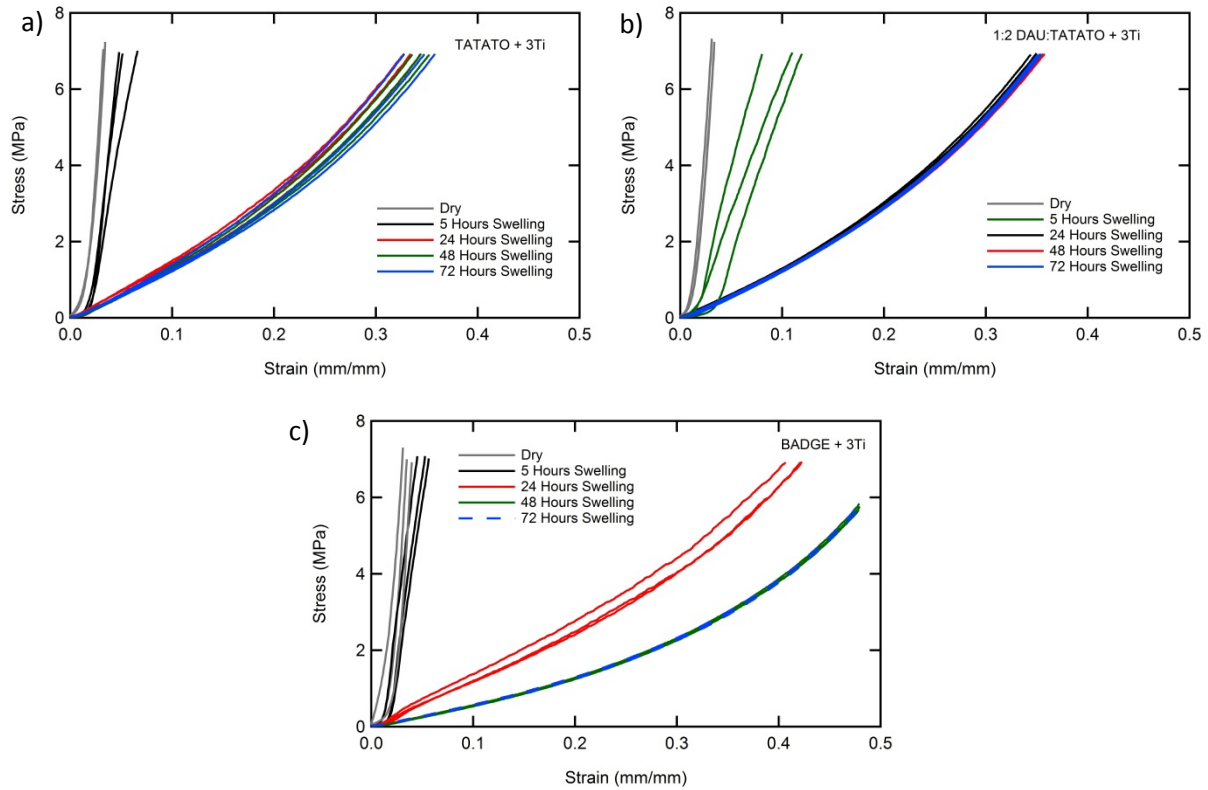 a)
TATATO + 3Ti
8
6
4
2
0
Stress (MPa)
Dry
5 Hours Swelling
24 Hours Swelling
48 Hours Swelling
72 Hours Swelling
0.0 0.1 0.2 0.3 0.4 0.5
Strain (mm/mm)
b)
1:2 DAU:TATATO + 3Ti
8
6
4
2
0
Stress (MPa)
Dry
5 Hours Swelling
24 Hours Swelling
48 Hours Swelling
72 Hours Swelling
0.0 0.1 0.2 0.3 0.4 0.5
Strain (mm/mm)
c)
BADGE + 3Ti
8
6
4
2
0
Stress (MPa)
Dry
5 Hours Swelling
24 Hours Swelling
48 Hours Swelling
72 Hours Swelling
0.0 0.1 0.2 0.3 0.4 0.5
Strain (mm/mm)